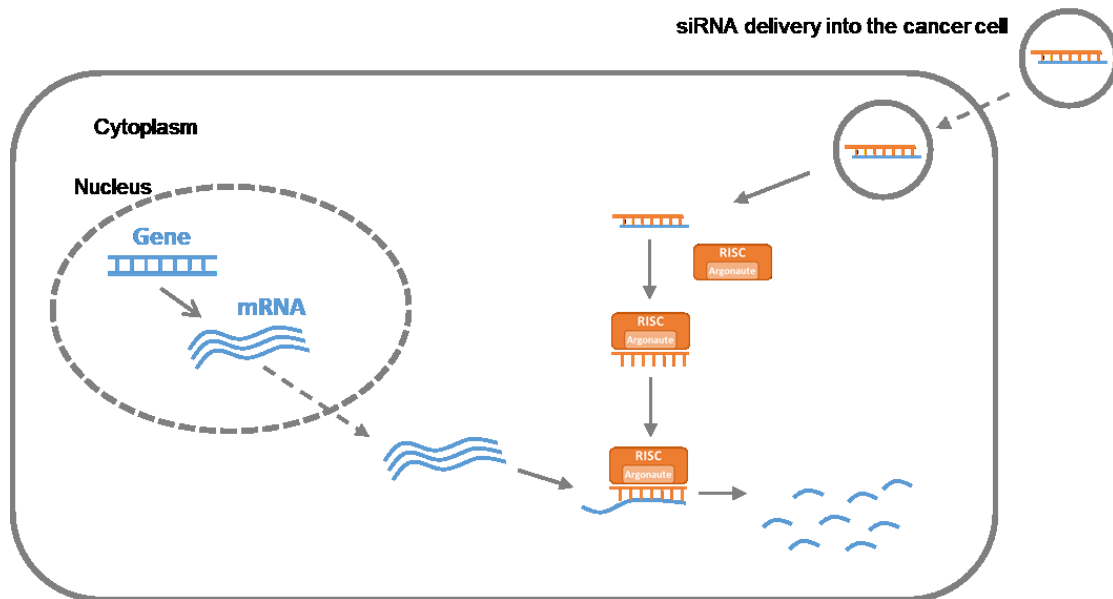 siRNA delivery into the cancer cell
Cytoplasm
Nucleus
Gene
mRNA
RISC
Argonaute
RISC
Argonaute
RISC
Argonaute